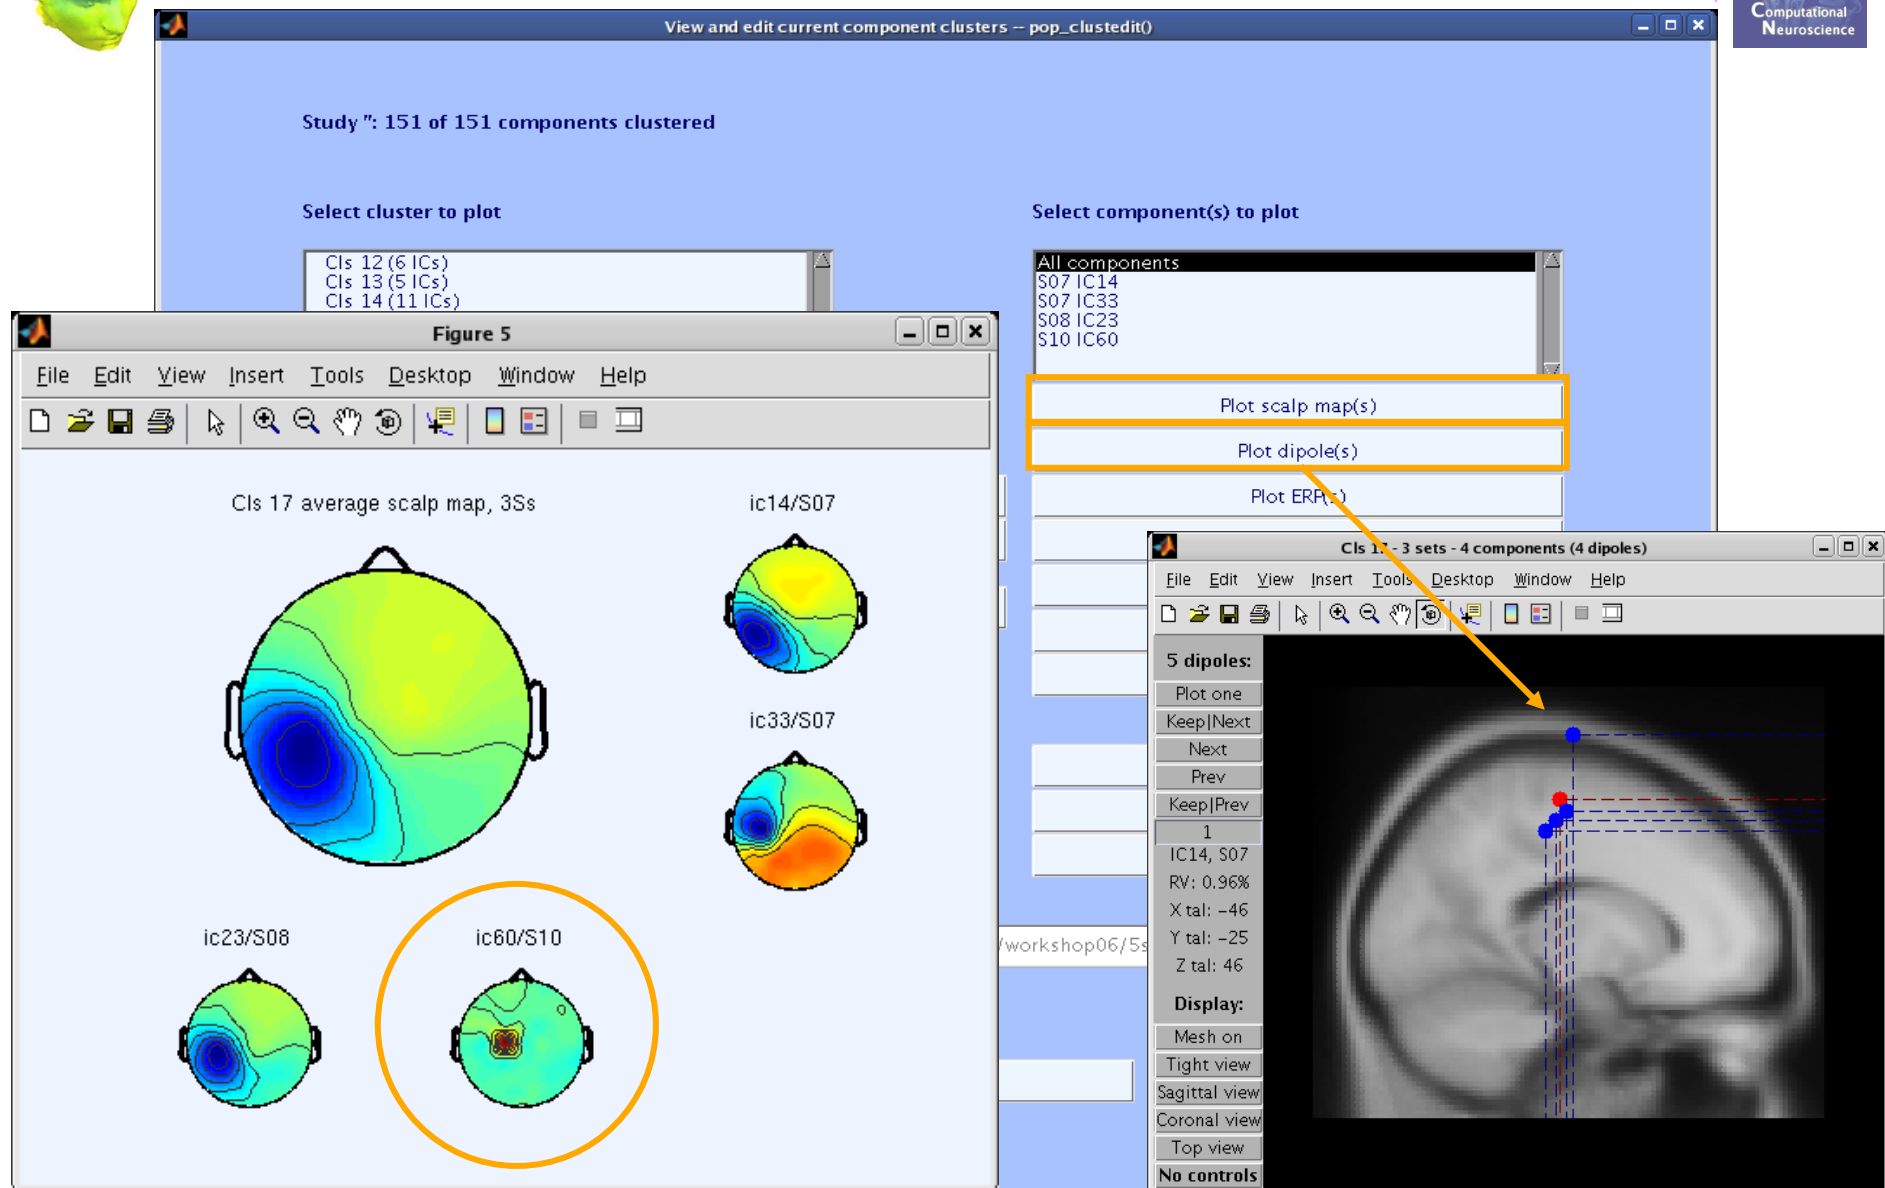 Computational
Neuroscience
View and edit current component clusters -- pop_clustedit()
Study '': 151 of 151 components clustered
Select cluster to plot
Select component(s) to plot
Cls 12 (6 ICs)
Cls 13 (5 ICs)
Cls 14 (11 ICs)
All components
S07 IC14
S07 IC33
S08 IC23
S10 IC60
Plot scalp map(s)
Plot dipole(s)
Plot ERP(s)
Figure 5
File Edit View Insert Tools Desktop Window Help
Cls 17 average scalp map, 3Ss
ic14/S07
ic33/S07
ic23/S08
ic60/S10
/workshop06/5s
Cls 17 - 3 sets - 4 components (4 dipoles)
File Edit View Insert Tools Desktop Window Help
5 dipoles:
Plot one
Keep|Next
Next
Prev
Keep|Prev
1
IC14, S07
RV: 0.96%
X tal: -46
Y tal: -25
Z tal: 46
Display:
Mesh on
Tight view
Sagittal view
Coronal view
Top view
No controls